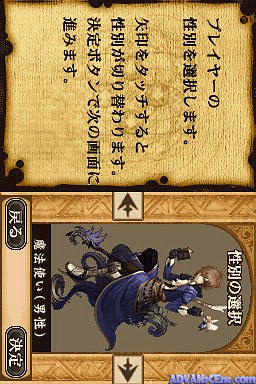 プレイヤーの
性別を選択します。
矢印をタッチすると
性別が切り替わります。
決定ボタンで次の画面に
進みます。
性別の選択
魔法使い(男性)
戻る
決定
ADVANSCEne.com